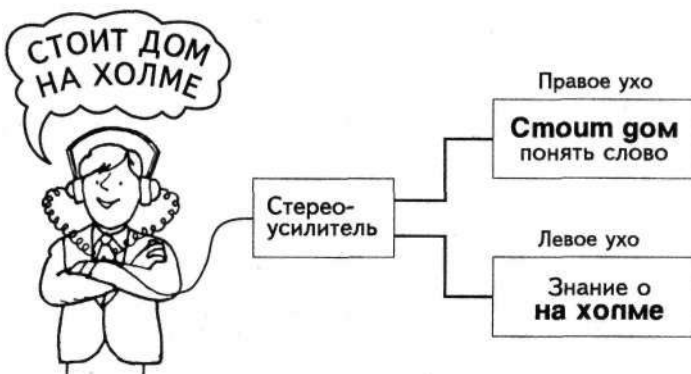 СТОИТ ДОМ
НА ХОЛМЕ
Стерео-
усилитель
Правое ухо
Стоит дом
понять слово
Левое ухо
Знание о
на холме